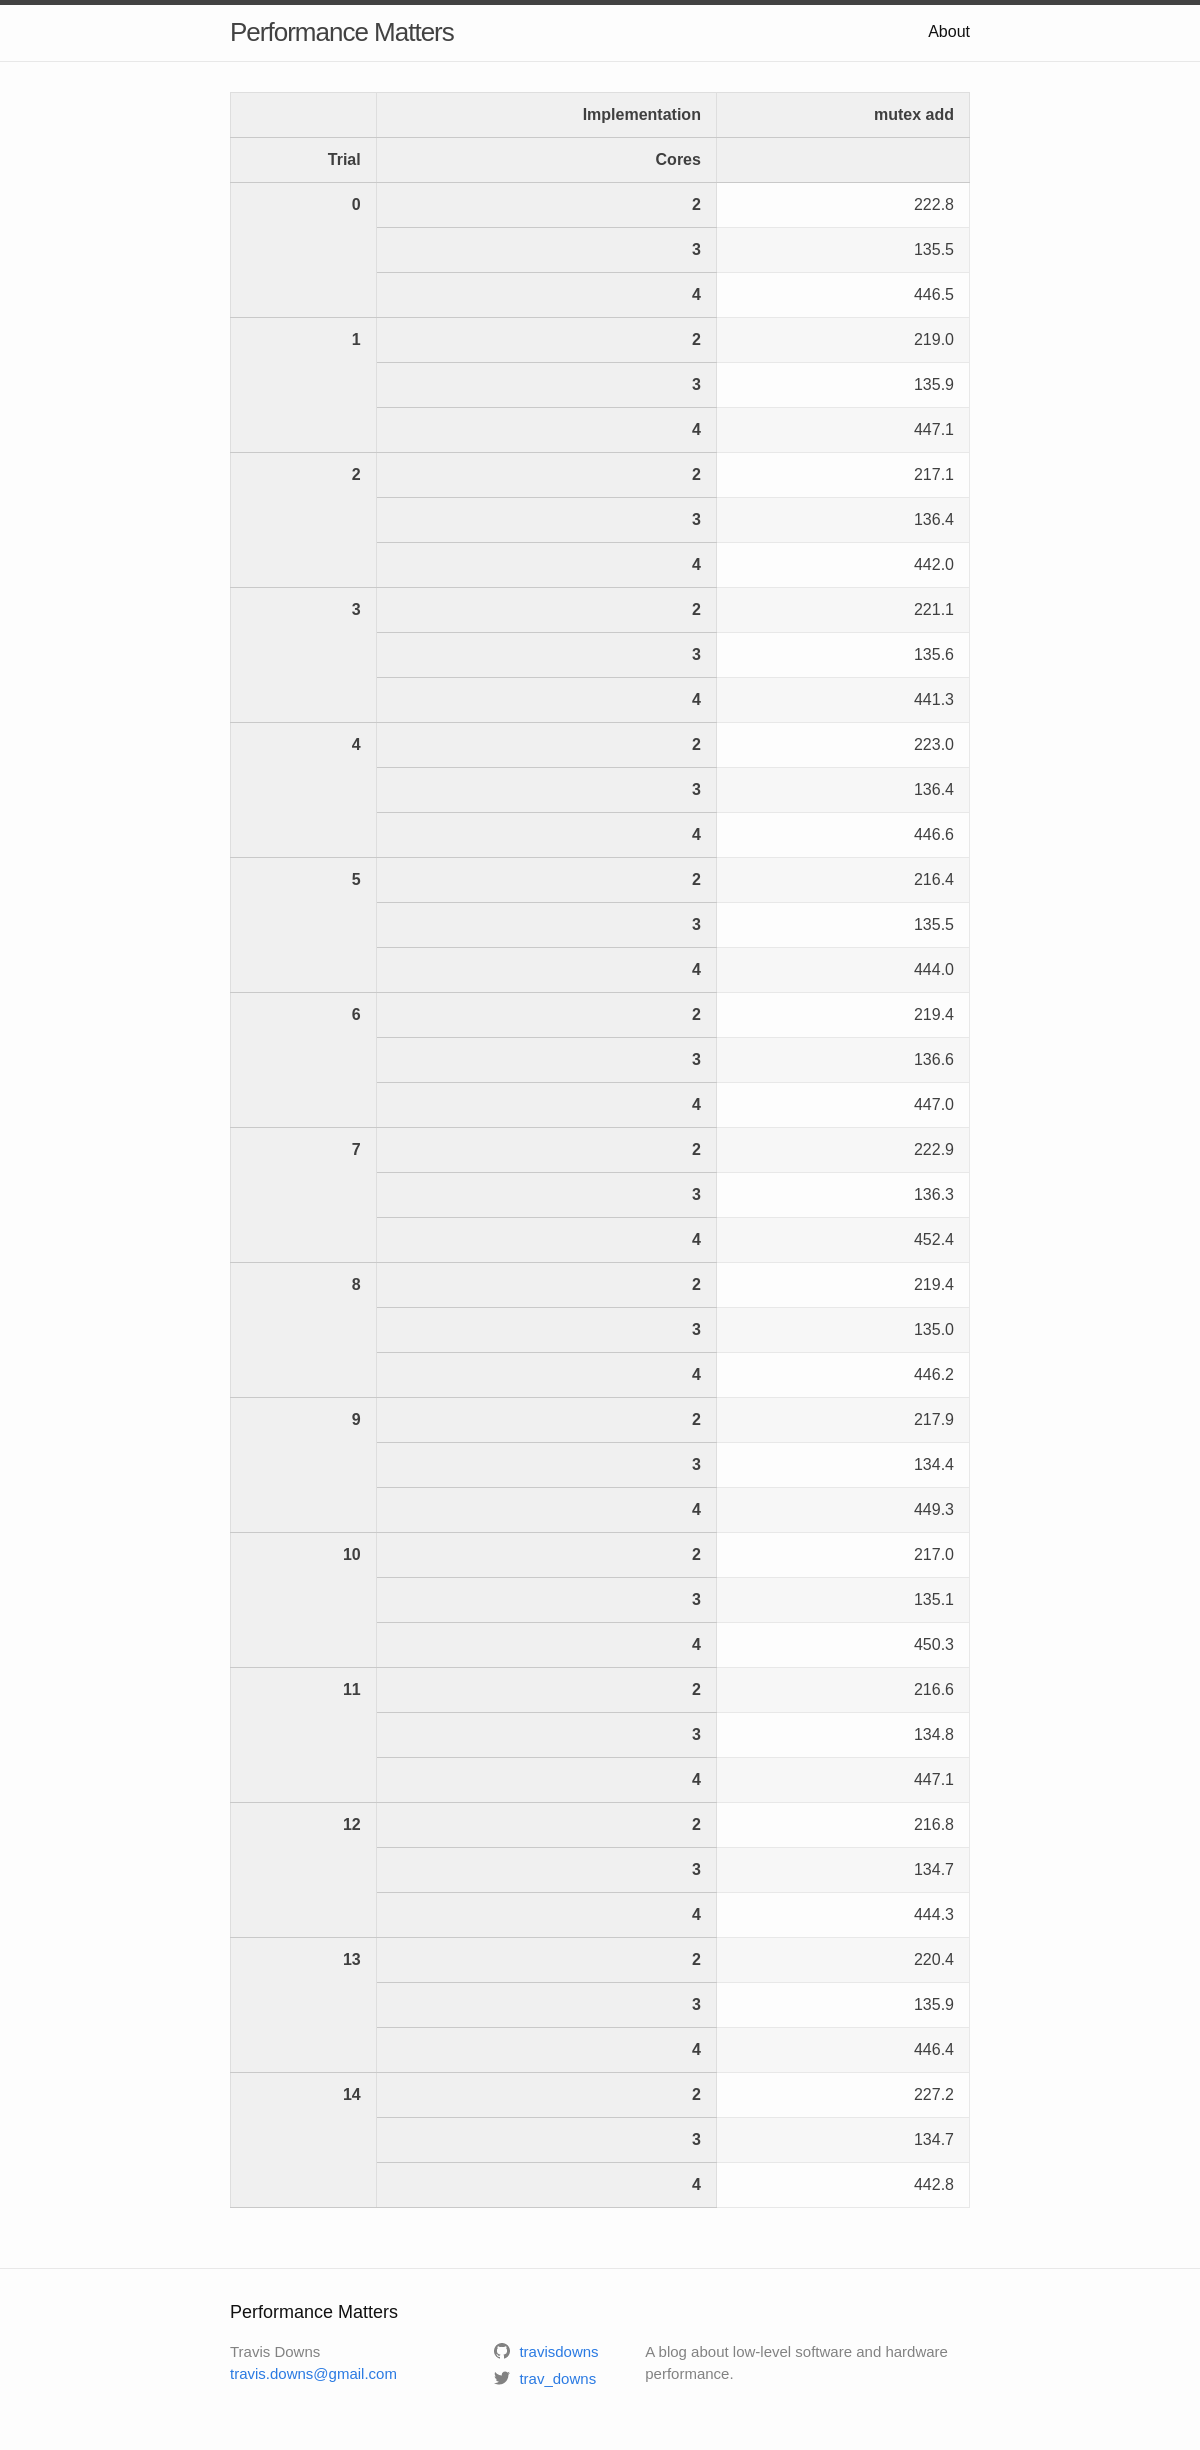 Performance Matters
About
Implementation mutex add
Trial Cores
0 2 222.8
3 135.5
4 446.5
1 2 219.0
3 135.9
4 447.1
2 2 217.1
3 136.4
4 442.0
3 2 221.1
3 135.6
4 441.3
4 2 223.0
3 136.4
4 446.6
5 2 216.4
3 135.5
4 444.0
6 2 219.4
3 136.6
4 447.0
7 2 222.9
3 136.3
4 452.4
8 2 219.4
3 135.0
4 446.2
9 2 217.9
3 134.4
4 449.3
10 2 217.0
3 135.1
4 450.3
11 2 216.6
3 134.8
4 447.1
12 2 216.8
3 134.7
4 444.3
13 2 220.4
3 135.9
4 446.4
14 2 227.2
3 134.7
4 442.8
Performance Matters
Travis Downs
travis.downs@gmail.com
travisdowns
trav_downs
A blog about low-level software and hardware
performance.